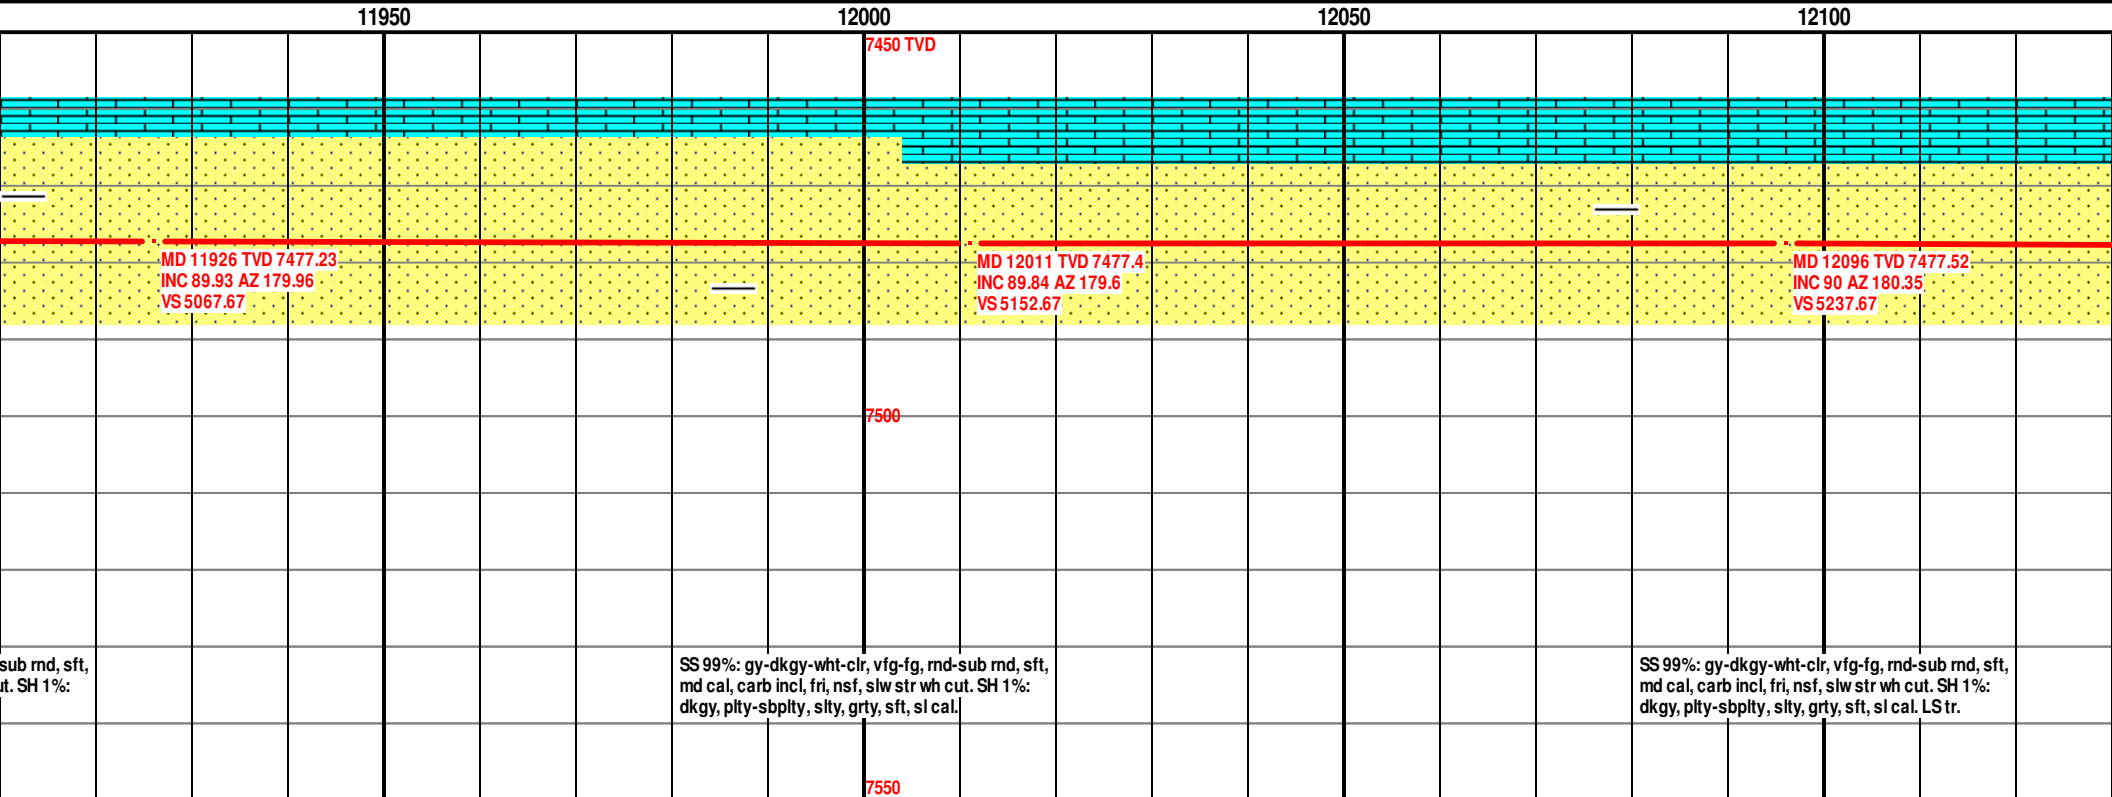 11950 12000 12050 12100
7450 TVD
MD 11926 TVD 7477.23
INC 89.93 AZ 179.96
VS 5067.67
MD 12011 TVD 7477.4
INC 89.84 AZ 179.6
VS 5152.67
MD 12096 TVD 7477.52
INC 90 AZ 180.35
VS 5237.67
7500
sub rnd, sft,
ut. SH 1%:
SS 99%: gy-dkgy-wht-clr, vfg-fg, rnd-sub rnd, sft,
md cal, carb incl, fri, nsf, slw str wh cut. SH 1%:
dkgy, plty-sbplty, slty, grty, sft, sl cal.
SS 99%: gy-dkgy-wht-clr, vfg-fg, rnd-sub rnd, sft,
md cal, carb incl, fri, nsf, slw str wh cut. SH 1%:
dkgy, plty-sbplty, slty, grty, sft, sl cal. LS tr.
7550